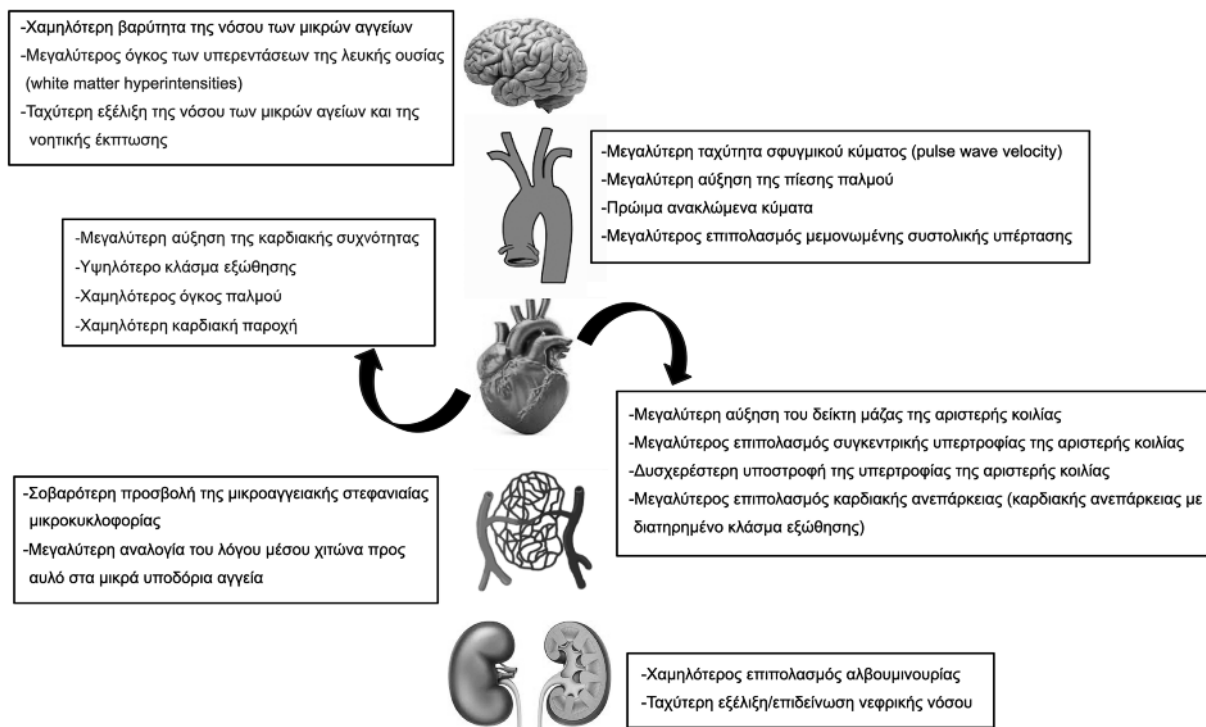 -Χαμηλότερη βαρύτητα της νόσου των μικρών αγγείων
-Μεγαλύτερος όγκος των υπερεντάσεων της λευκής ουσίας
(white matter hyperintensities)
-Ταχύτερη εξέλιξη της νόσου των μικρών αγείων και της
νοητικής έκπτωσης
-Μεγαλύτερη ταχύτητα σφυγμικού κύματος (pulse wave velocity)
-Μεγαλύτερη αύξηση της πίεσης παλμού
-Πρώιμα ανακλώμενα κύματα
-Μεγαλύτερος επιπολασμός μεμονωμένης συστολικής υπέρτασης
-Μεγαλύτερη αύξηση της καρδιακής συχνότητας
-Υψηλότερο κλάσμα εξώθησης
-Χαμηλότερος όγκος παλμού
-Χαμηλότερη καρδιακή παροχή
-Μεγαλύτερη αύξηση του δείκτη μάζας της αριστερής κοιλίας
-Μεγαλύτερος επιπολασμός συγκεντρικής υπερτροφίας της αριστερής κοιλίας
-Δυσχερέστερη υποστροφή της υπερτροφίας της αριστερής κοιλίας
-Μεγαλύτερος επιπολασμός καρδιακής ανεπάρκειας (καρδιακής ανεπάρκειας με
διατηρημένο κλάσμα εξώθησης)
-Σοβαρότερη προσβολή της μικροαγγειακής στεφανιαίας
μικροκυκλοφορίας
-Μεγαλύτερη αναλογία του λόγου μέσου χιτώνα προς
αυλό στα μικρά υποδόρια αγγεία
-Χαμηλότερος επιπολασμός αλβουμινουρίας
-Ταχύτερη εξέλιξη/επιδείνωση νεφρικής νόσου